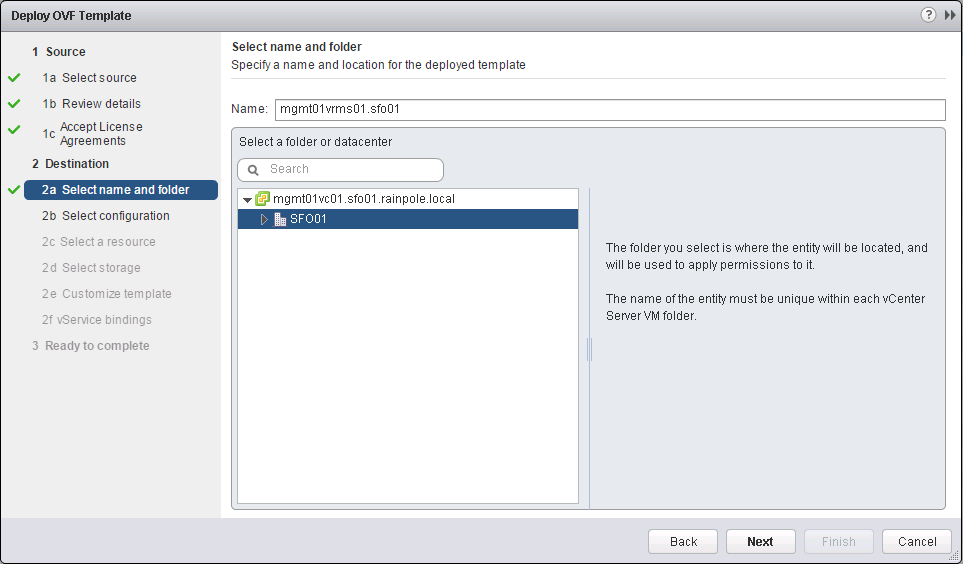 Deploy OVF Template
1 Source
1a Select source
1b Review details
1c Accept License
Agreements
2 Destination
2a Select name and folder
2b Select configuration
2c Select a resource
2d Select storage
2e Customize template
2f vService bindings
3 Ready to complete
Select name and folder
Specify a name and location for the deployed template
Name: mgmt01vrms01.sfo01
Select a folder or datacenter
Search
mgmt01vc01.sfo01.rainpole.local
SFO01
The folder you select is where the entity will be located, and
will be used to apply permissions to it.
The name of the entity must be unique within each vCenter
Server VM folder.
Back Next Finish Cancel